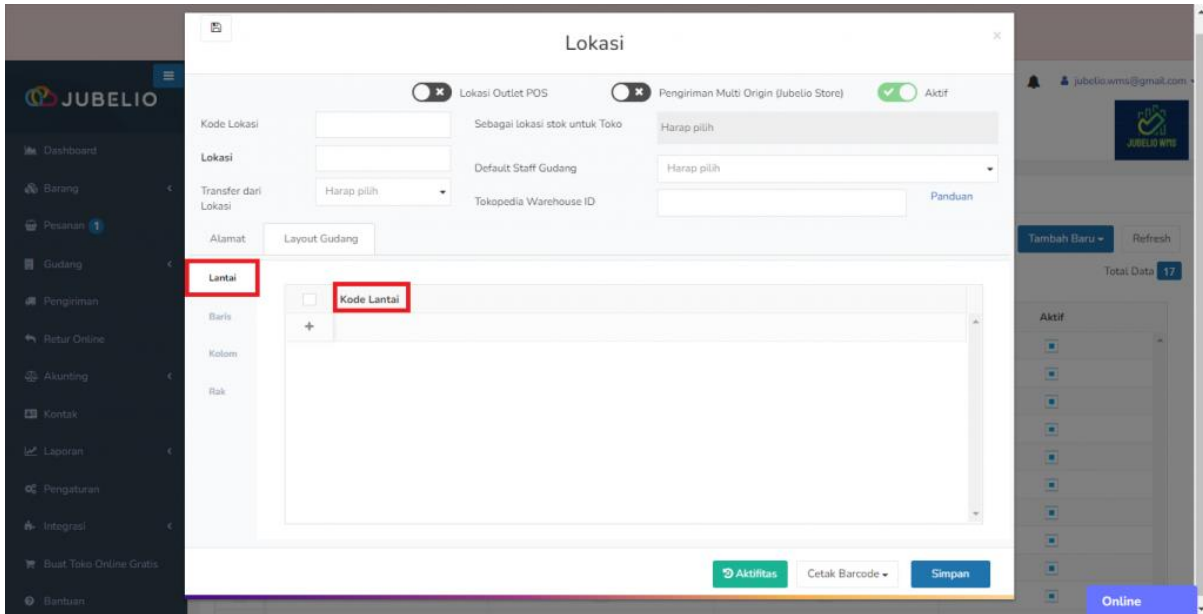 Lokasi
×
JUBELIO
jubelio.wms@gmail.com
JUBELIO WMS
Lokasi Outlet POS
Pengiriman Multi Origin (Jubelio Store)
Aktif
Kode Lokasi
Sebagai lokasi stok untuk Toko
Harap pilih
Lokasi
Default Staff Gudang
Harap pilih
Transfer dari Lokasi
Harap pilih
Tokopedia Warehouse ID
Panduan
Alamat
Layout Gudang
Tambah Baru
Refresh
Total Data 17
Lantai
Baris
Kolom
Rak
Kode Lantai
+
Aktif
Dashboard
Barang
Pesanan 1
Gudang
Pengiriman
Retur Online
Akunting
Kontak
Laporan
Pengaturan
Integrasi
Buat Toko Online Gratis
Bantuan
Aktifitas
Cetak Barcode
Simpan
Online